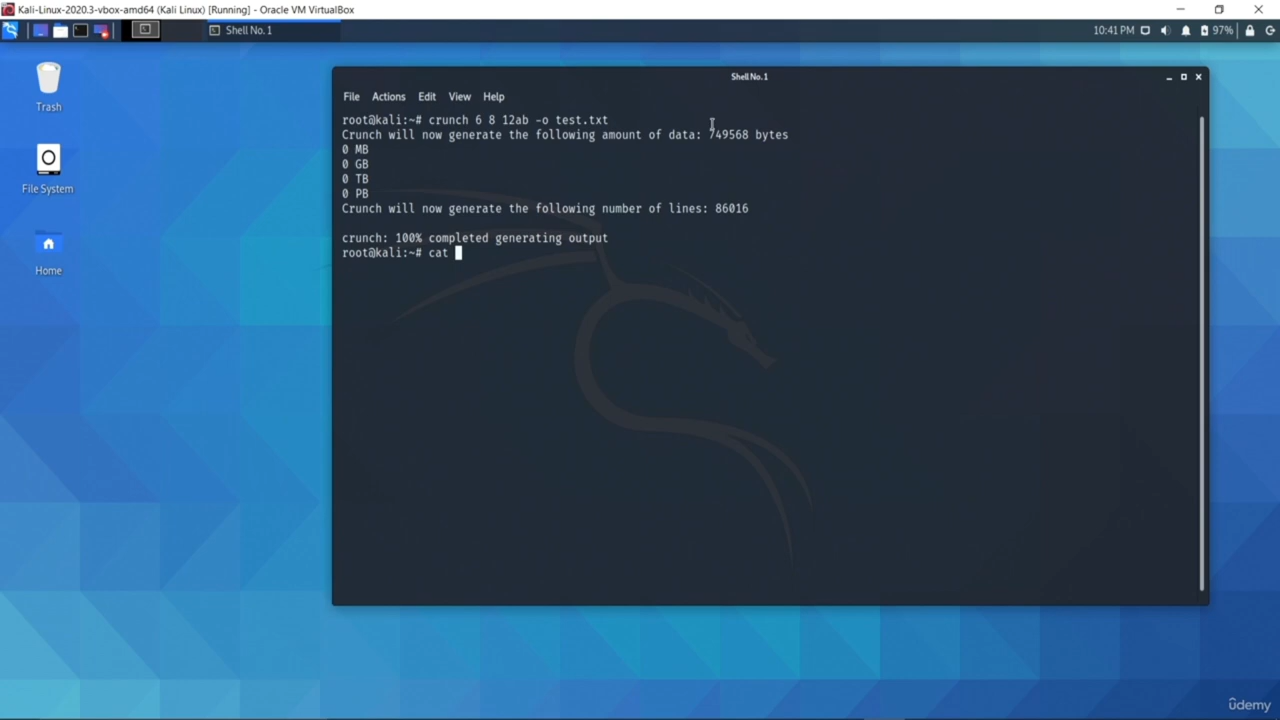 Kali-Linux-2020.3-vbox-amd64 (Kali Linux) [Running] - Oracle VM VirtualBox
Shell No. 1
10:41 PM
97%
Trash
File System
Home
Shell No. 1
File Actions Edit View Help
root@kali:~# crunch 6 8 12ab -o test.txt
Crunch will now generate the following amount of data: 749568 bytes
0 MB
0 GB
0 TB
0 PB
Crunch will now generate the following number of lines: 86016
crunch: 100% completed generating output
root@kali:~# cat
ûdemy